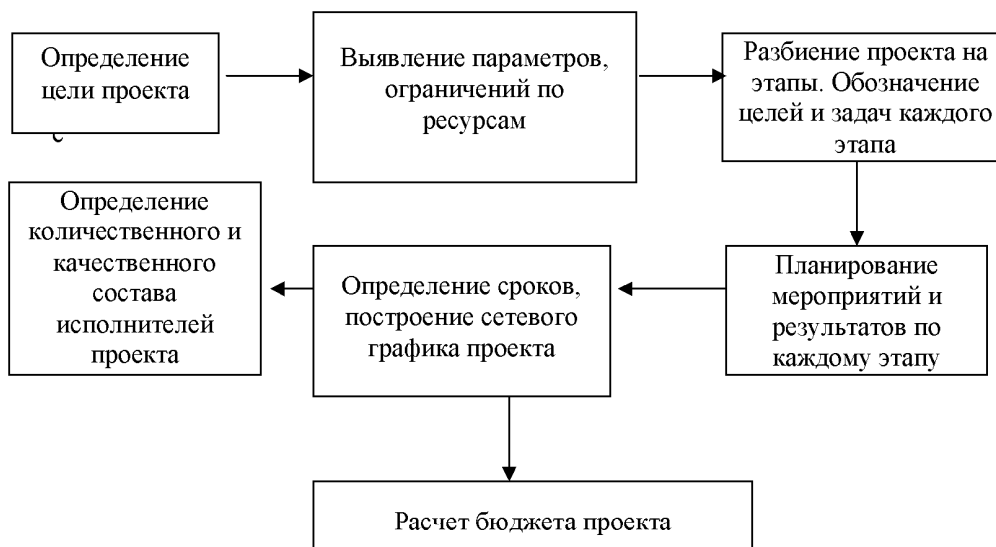 Определение
цели проекта
Выявление параметров,
ограничений по
ресурсам
Разбиение проекта на
этапы. Обозначение
целей и задач каждого
этапа
Определение
количественного и
качественного
состава
исполнителей
проекта
Определение сроков,
построение сетевого
графика проекта
Планирование
мероприятий и
результатов по
каждому этапу
Расчет бюджета проекта